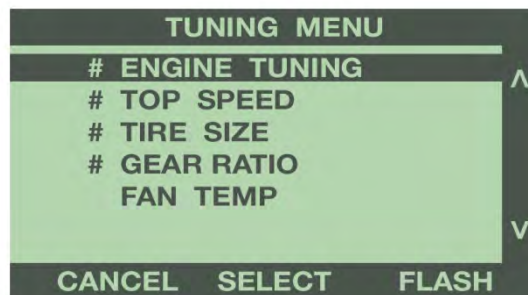 TUNING MENU
# ENGINE TUNING
# TOP SPEED
# TIRE SIZE
# GEAR RATIO
FAN TEMP
CANCEL SELECT FLASH